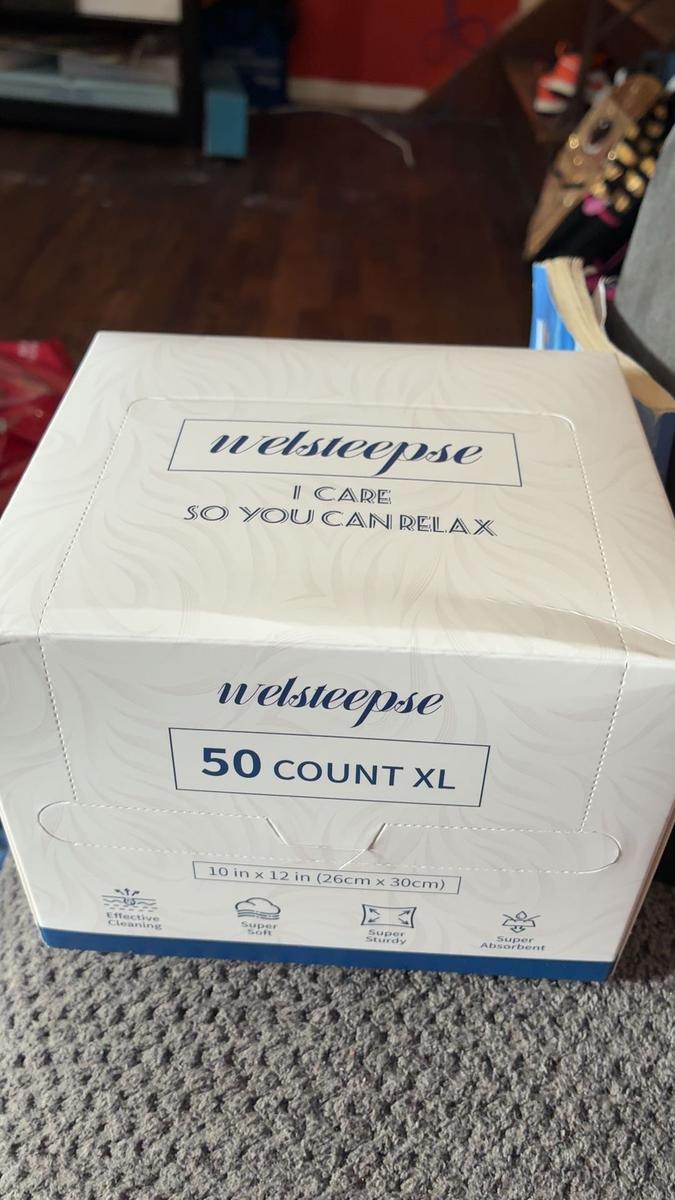 welsteepse
I CARE
SO YOU CAN RELAX
welsteepse
50 COUNT XL
10 in x 12 in (26cm x 30cm)
Effective
Cleaning
Super
Soft
Super
Sturdy
Super
Absorbent